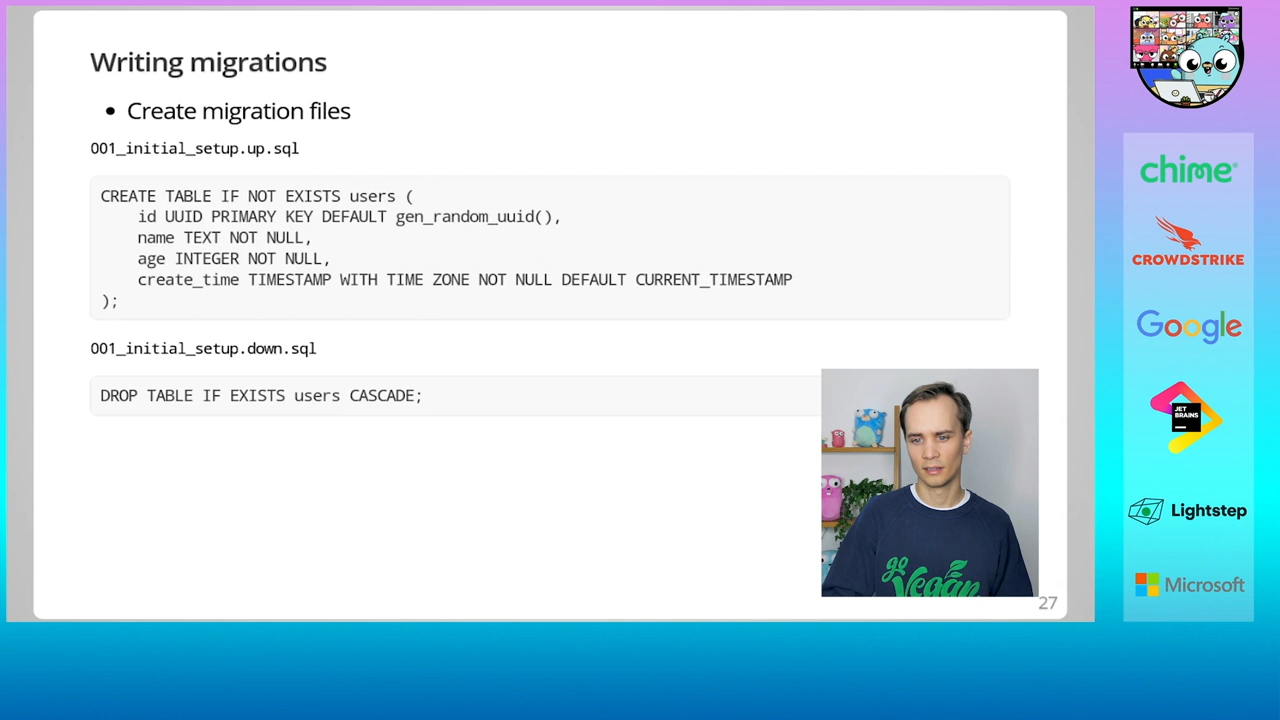 Writing migrations
• Create migration files
001_initial_setup.up.sql
CREATE TABLE IF NOT EXISTS users (
    id UUID PRIMARY KEY DEFAULT gen_random_uuid(),
    name TEXT NOT NULL,
    age INTEGER NOT NULL,
    create_time TIMESTAMP WITH TIME ZONE NOT NULL DEFAULT CURRENT_TIMESTAMP
);
001_initial_setup.down.sql
DROP TABLE IF EXISTS users CASCADE;
go
Vegan
27
chime®
CROWDSTRIKE
Google
JET
BRAINS
Lightstep
Microsoft